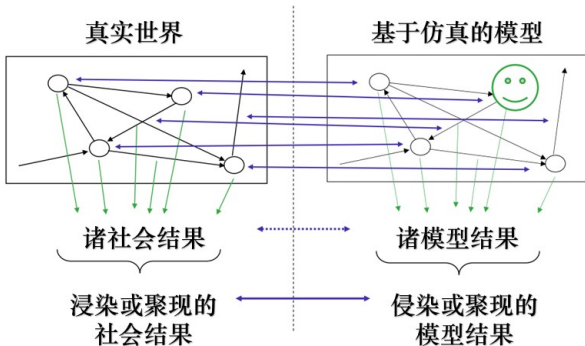 真实世界
基于仿真的模型
诸社会结果
诸模型结果
浸染或聚现的
社会结果
侵染或聚现的
模型结果